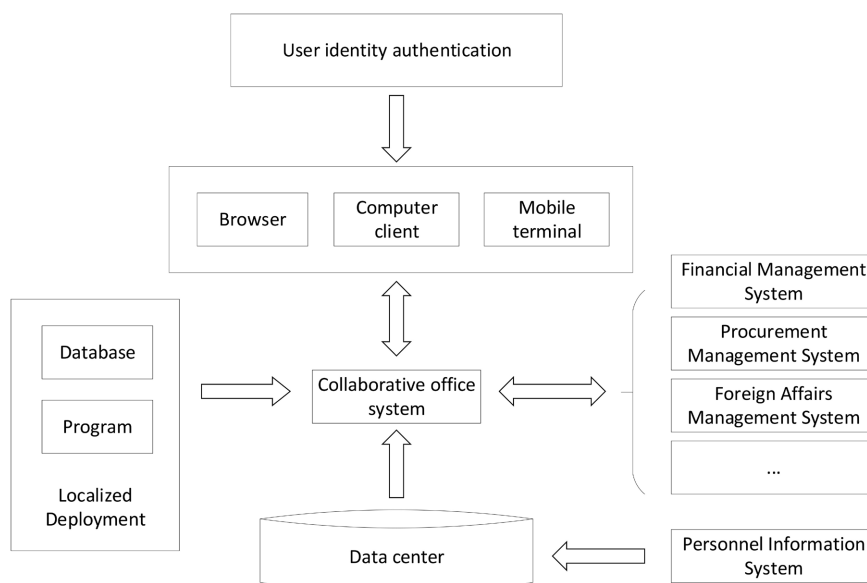 User identity authentication
Browser
Computer
client
Mobile
terminal
Financial Management
System
Procurement
Management System
Foreign Affairs
Management System
...
Database
Program
Localized
Deployment
Collaborative office
system
Data center
Personnel Information
System